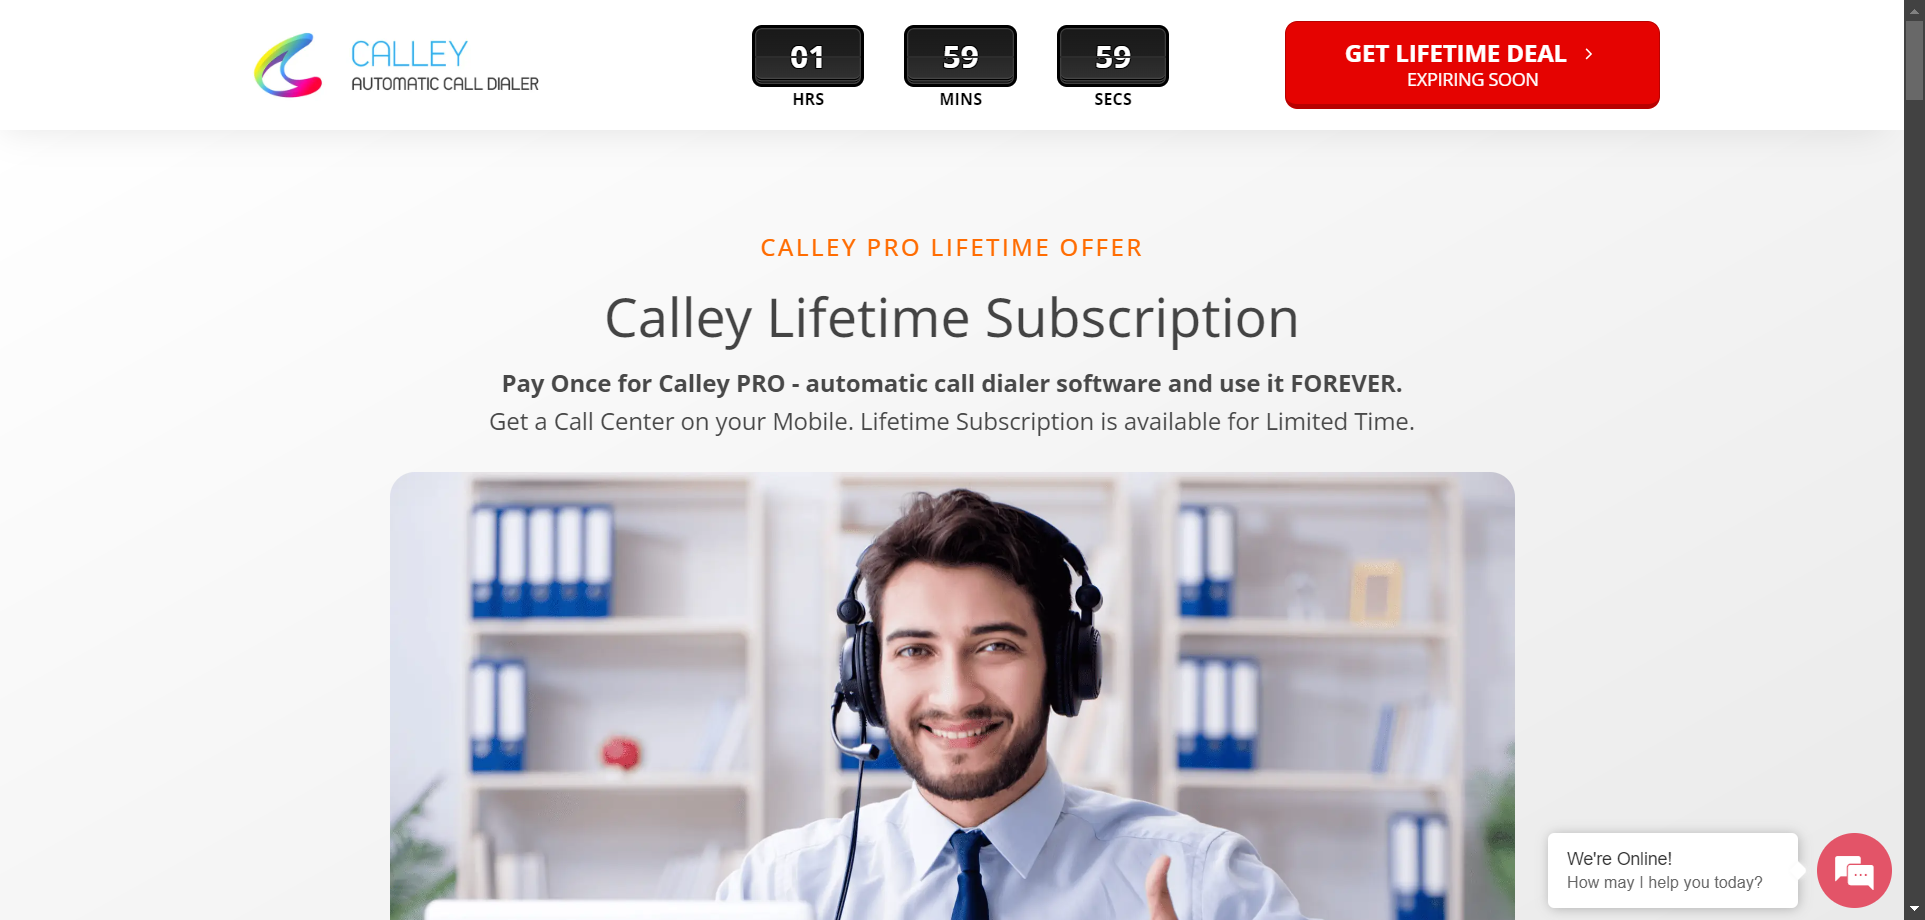 CALLEY
AUTOMATIC CALL DIALER
01
HRS
59
MINS
59
SECS
GET LIFETIME DEAL
EXPIRING SOON
CALLEY PRO LIFETIME OFFER
Calley Lifetime Subscription
Pay Once for Calley PRO - automatic call dialer software and use it FOREVER.
Get a Call Center on your Mobile. Lifetime Subscription is available for Limited Time.
We're Online!
How may I help you today?